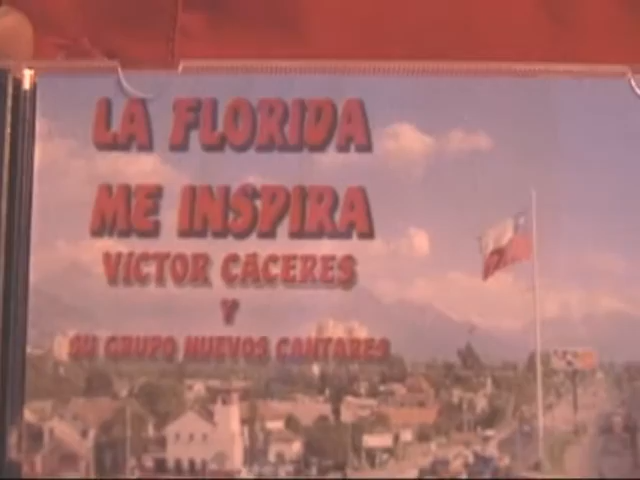 LA FLORIDA
ME INSPIRA
VICTOR CACERES
Y
SU GRUPO NUEVOS CANTARES